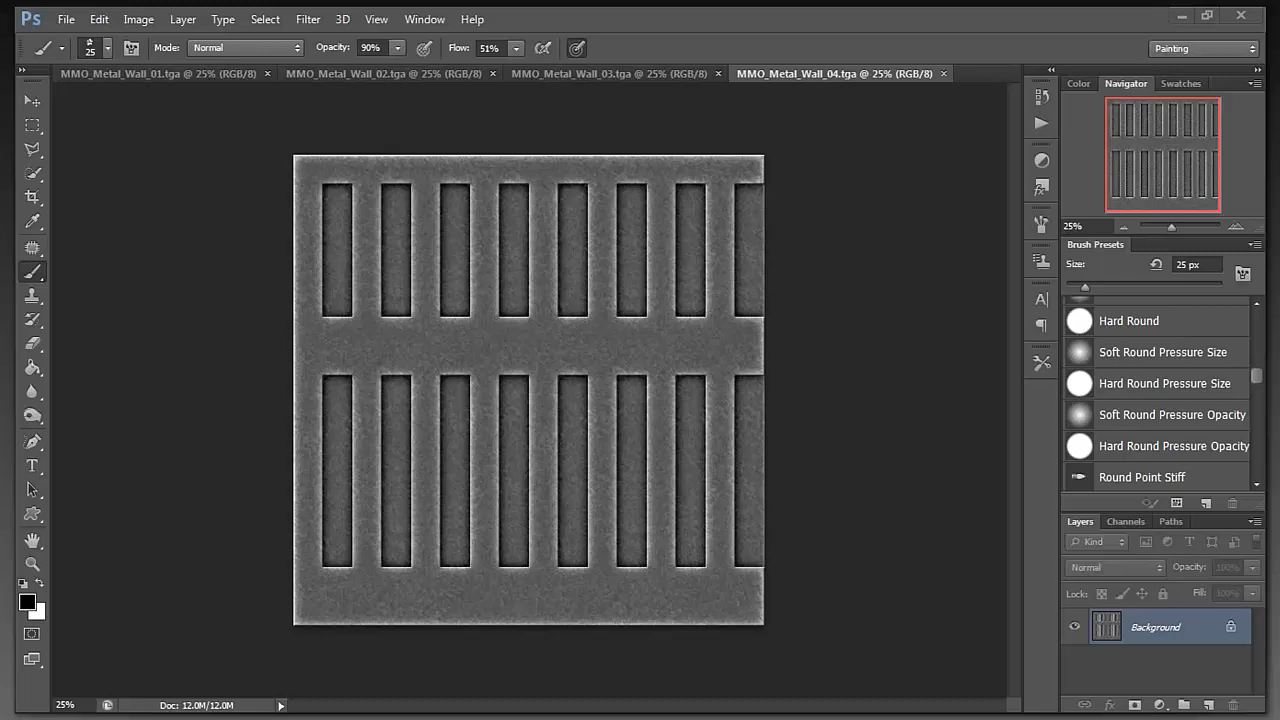 Ps File Edit Image Layer Type Select Filter 3D View Window Help
25 Mode: Normal Opacity: 90% Flow: 51% Painting
MMO_Metal_Wall_01.tga @ 25% (RGB/8) × MMO_Metal_Wall_02.tga @ 25% (RGB/8) × MMO_Metal_Wall_03.tga @ 25% (RGB/8) × MMO_Metal_Wall_04.tga @ 25% (RGB/8) ×
Color Navigator Swatches
25%
Brush Presets
Size: 25 px
Hard Round
Soft Round Pressure Size
Hard Round Pressure Size
Soft Round Pressure Opacity
Hard Round Pressure Opacity
Round Point Stiff
Layers Channels Paths
Kind
Normal Opacity: 100%
Lock: Fill: 100%
Background
25% Doc: 12.0M/12.0M